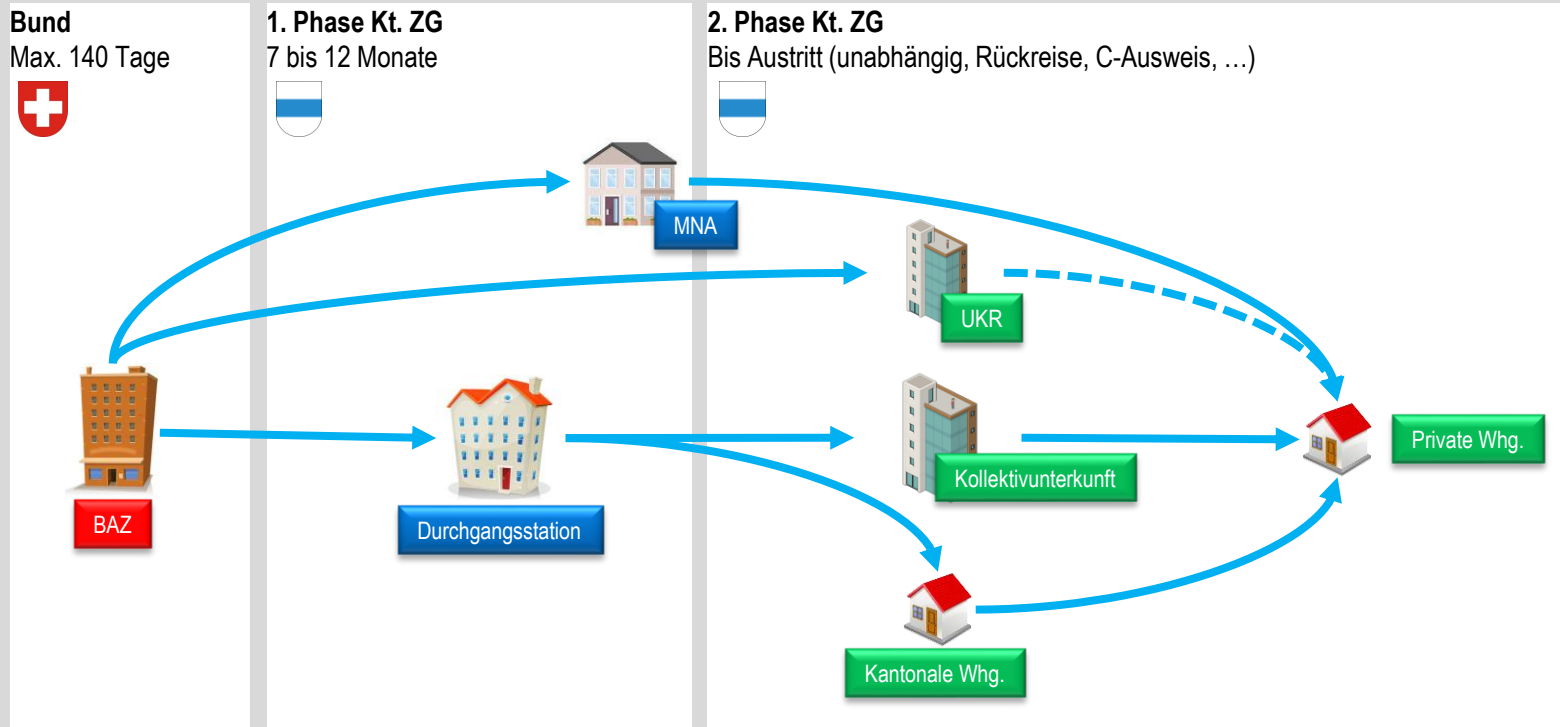 Bund
Max. 140 Tage
1. Phase Kt. ZG
7 bis 12 Monate
2. Phase Kt. ZG
Bis Austritt (unabhängig, Rückreise, C-Ausweis, …)
MNA
UKR
Private Whg.
Kollektivunterkunft
BAZ
Durchgangsstation
Kantonale Whg.